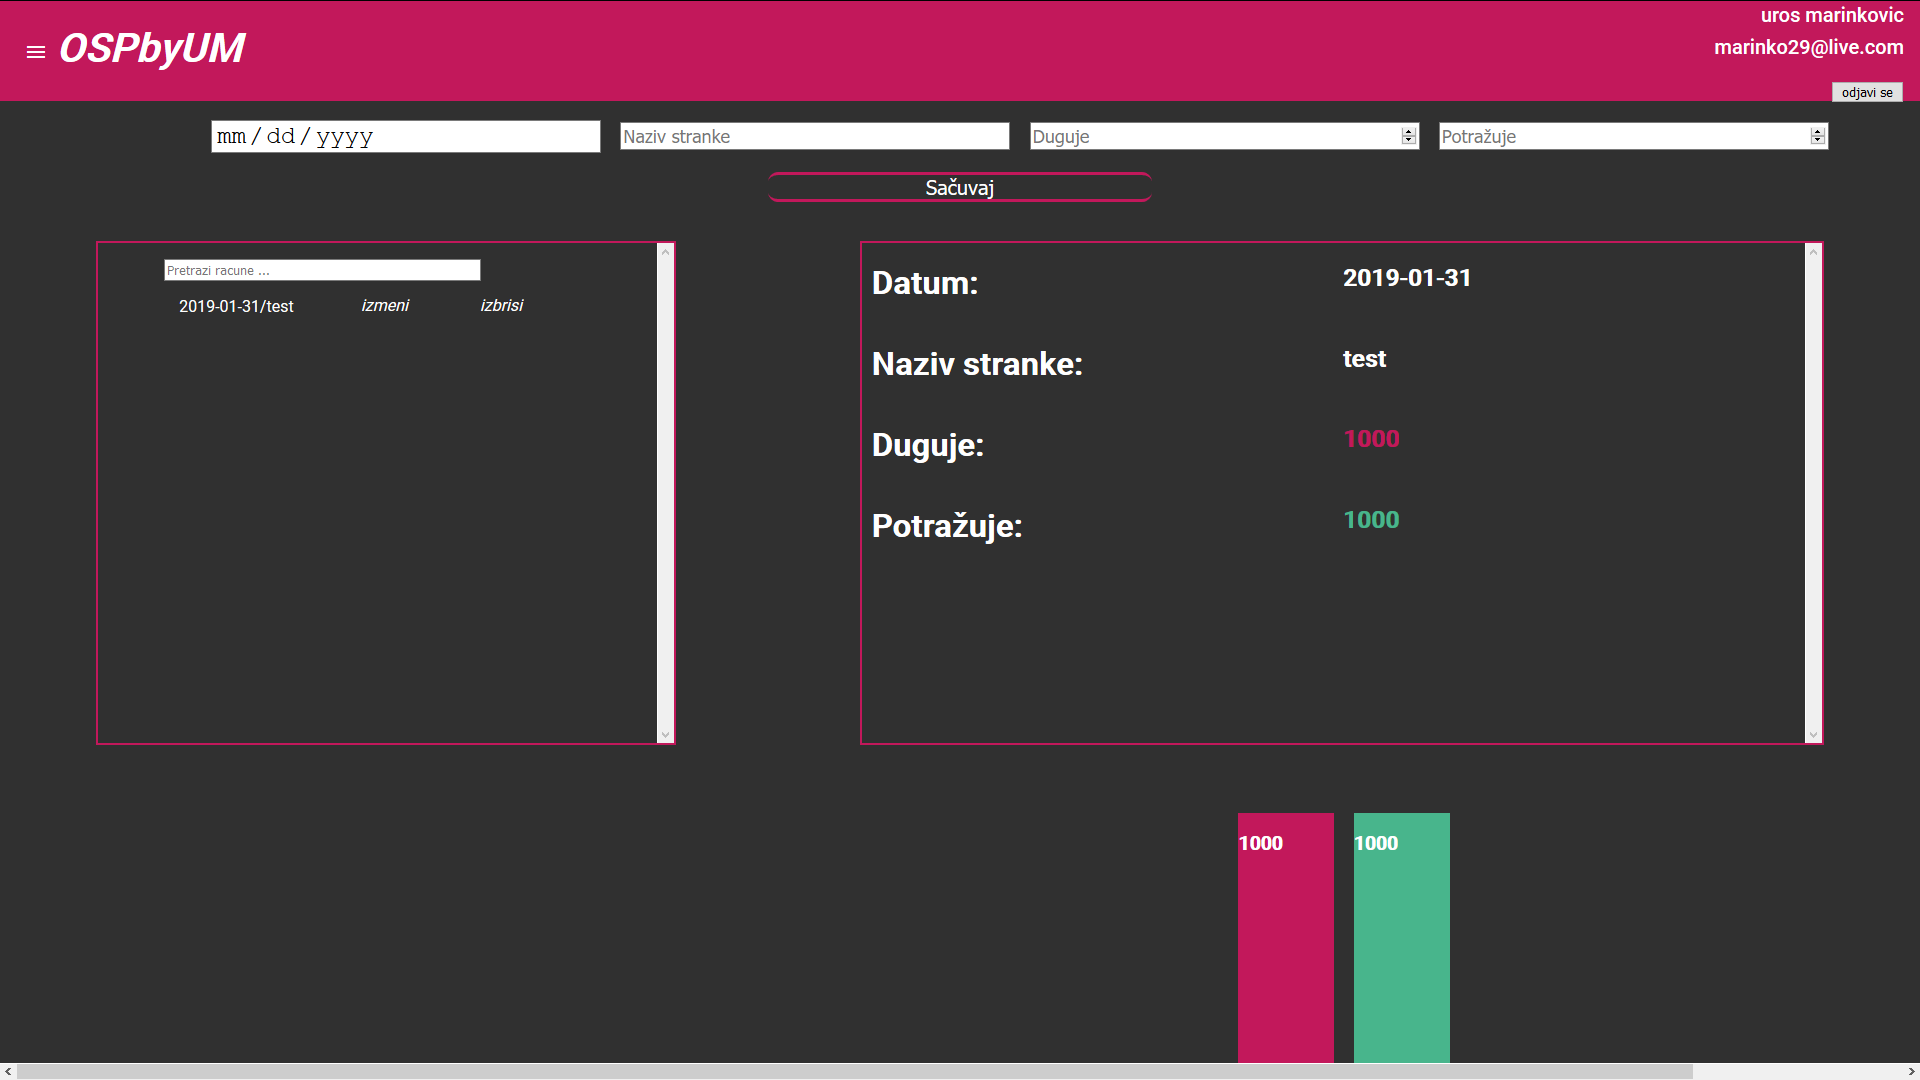 OSPbyUM
uros marinkovic
marinko29@live.com
odjavi se
mm/dd/yyyy
Naziv stranke
Duguje
Potražuje
Sačuvaj
Pretrazi racune ...
2019-01-31/test izmeni izbrisi
Datum: 2019-01-31
Naziv stranke: test
Duguje: 1000
Potražuje: 1000
1000 1000